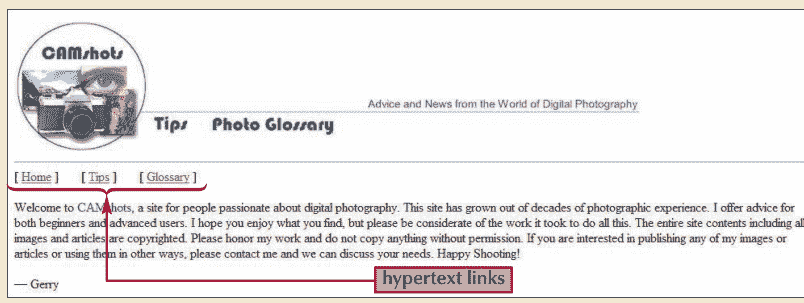 CAMshots
Advice and News from the World of Digital Photography
Tips Photo Glossary
[ Home ] [ Tips ] [ Glossary ]
Welcome to CAMshots, a site for people passionate about digital photography. This site has grown out of decades of photographic experience. I offer advice for
both beginners and advanced users. I hope you enjoy what you find, but please be considerate of the work it took to do all this. The entire site contents including all
images and articles are copyrighted. Please honor my work and do not copy anything without permission. If you are interested in publishing any of my images or
articles or using them in other ways, please contact me and we can discuss your needs. Happy Shooting!
hypertext links
— Gerry